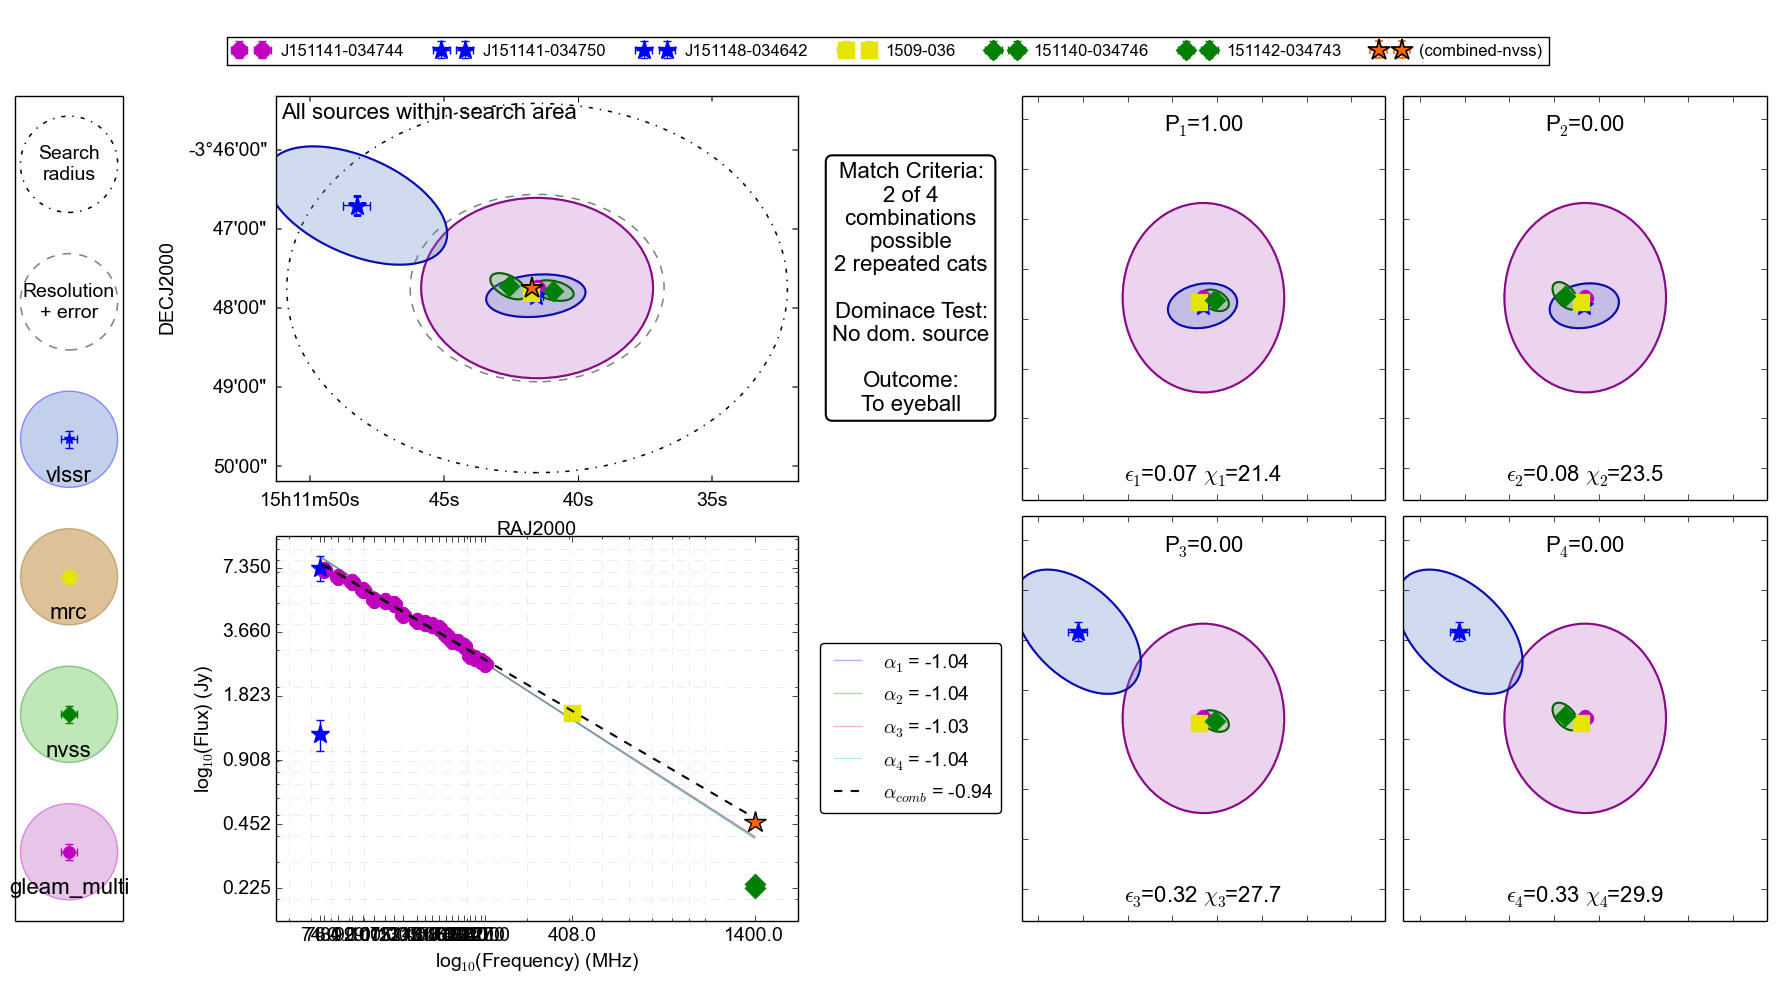 J151141-034744 J151141-034750 J151148-034642 1509-036 151140-034746 151142-034743 (combined-nvss)
Search
radius
Resolution
+ error
vlssr
mrc
nvss
gleam_multi
All sources within search area
DECJ2000
-3°46'00"
47'00"
48'00"
49'00"
50'00"
15h11m50s 45s 40s 35s
RAJ2000
Match Criteria:
2 of 4
combinations
possible
2 repeated cats
Dominace Test:
No dom. source
Outcome:
To eyeball
P₁=1.00
ϵ₁=0.07 χ₁=21.4
P₂=0.00
ϵ₂=0.08 χ₂=23.5
log₁₀(Flux) (Jy)
7.350
3.660
1.823
0.908
0.452
0.225
408.0 1400.0
log₁₀(Frequency) (MHz)
α₁ = -1.04
α₂ = -1.04
α₃ = -1.03
α₄ = -1.04
α_comb = -0.94
P₃=0.00
ϵ₃=0.32 χ₃=27.7
P₄=0.00
ϵ₄=0.33 χ₄=29.9